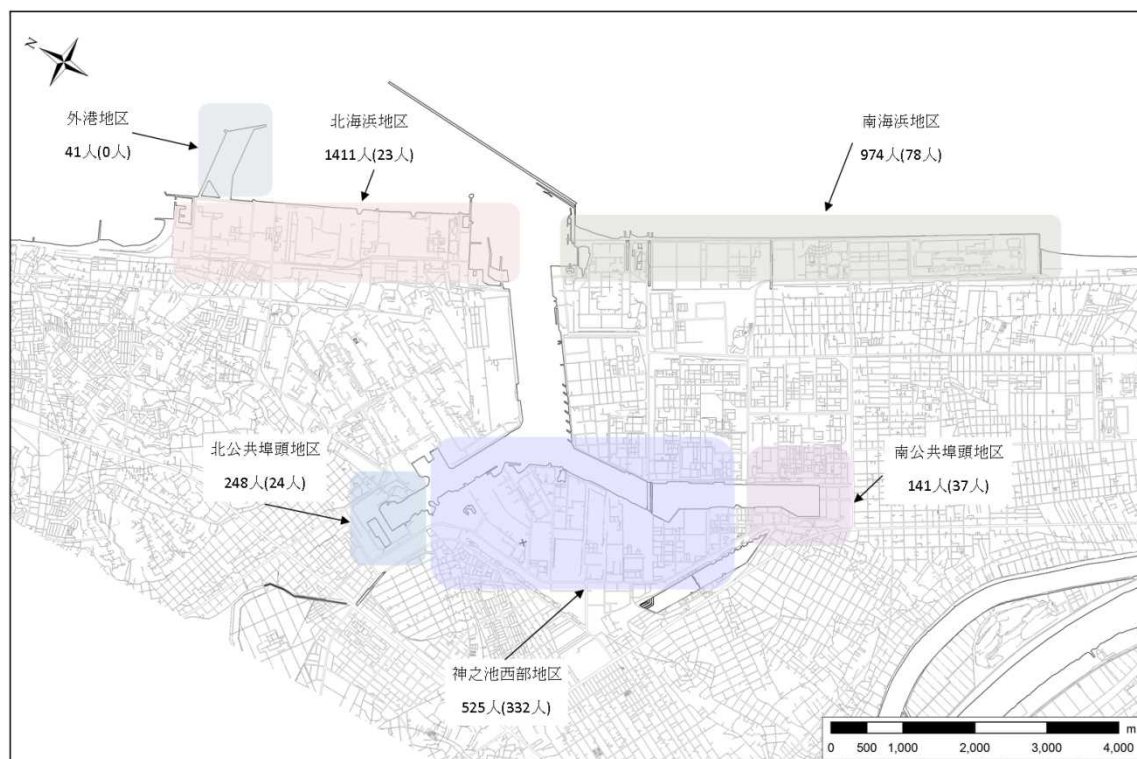 N
外港地区
41人(0人)
北海浜地区
1411人(23人)
南海浜地区
974人(78人)
北公共埠頭地区
248人(24人)
南公共埠頭地区
141人(37人)
神之池西部地区
525人(332人)
m
0 500 1,000 2,000 3,000 4,000